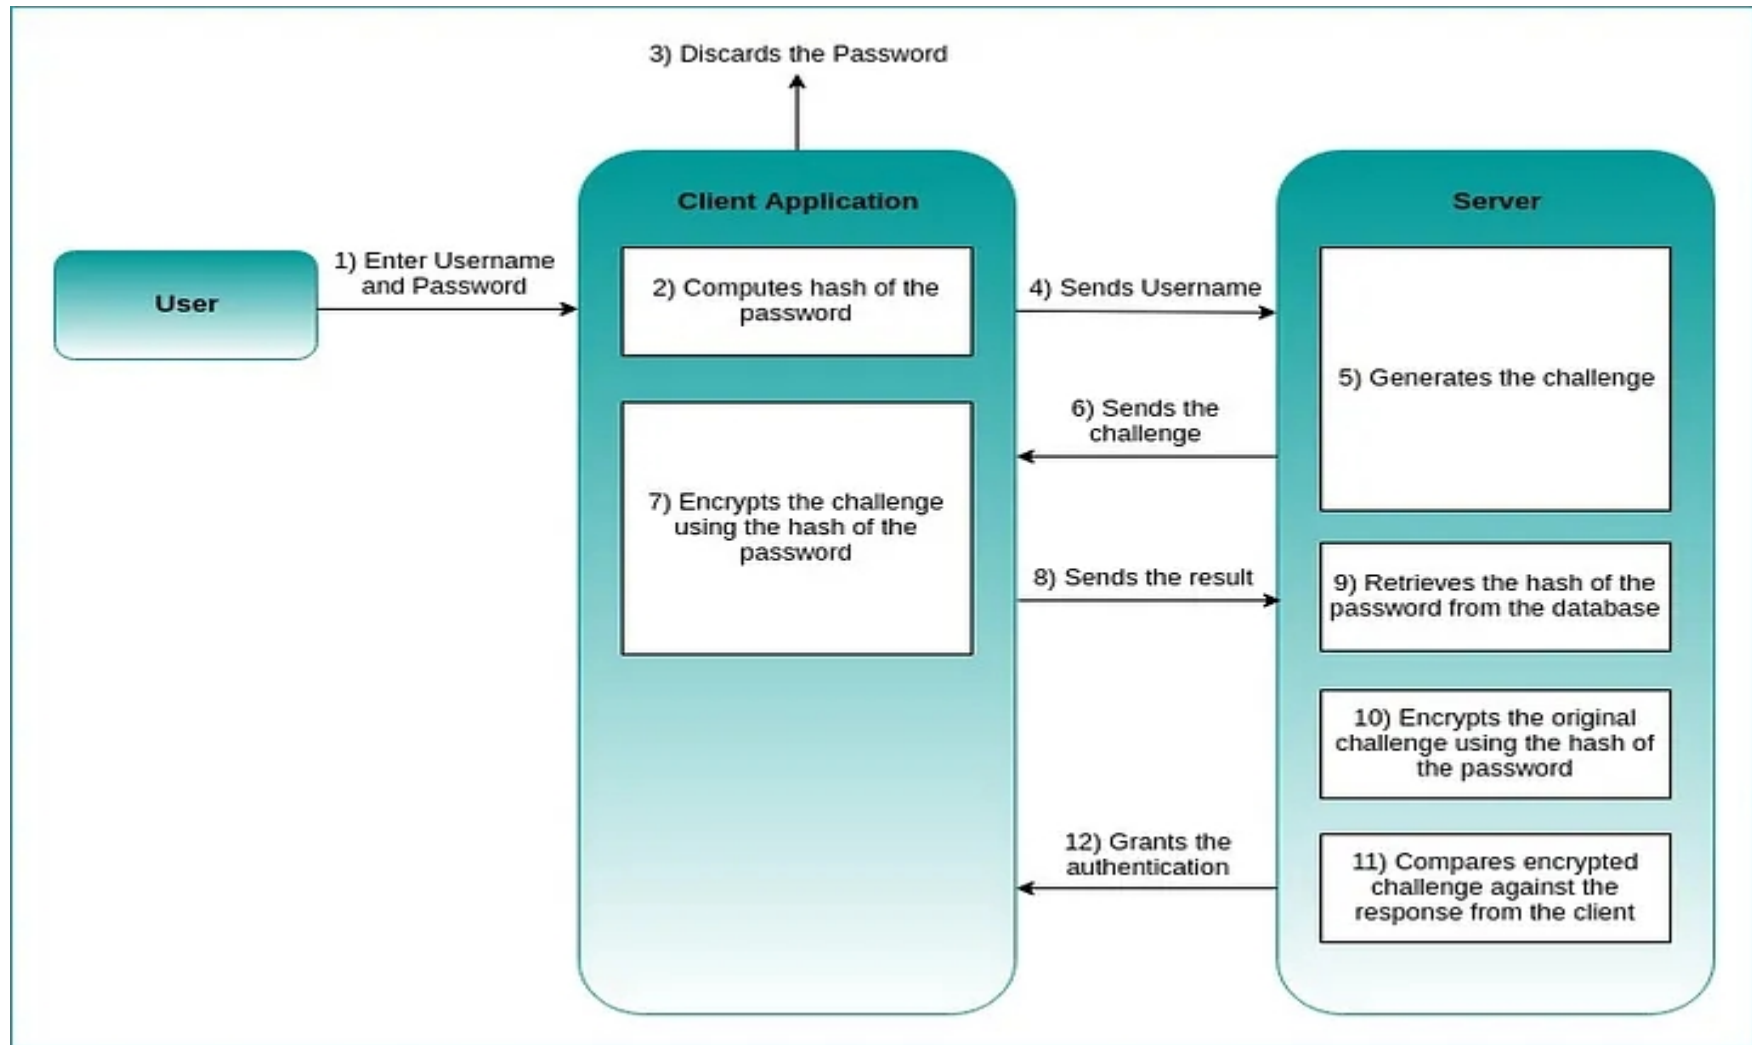 3) Discards the Password
Client Application
Server
User
1) Enter Username
and Password
2) Computes hash of the
password
4) Sends Username
5) Generates the challenge
6) Sends the
challenge
7) Encrypts the challenge
using the hash of the
password
8) Sends the result
9) Retrieves the hash of the
password from the database
10) Encrypts the original
challenge using the hash of
the password
11) Compares encrypted
challenge against the
response from the client
12) Grants the
authentication